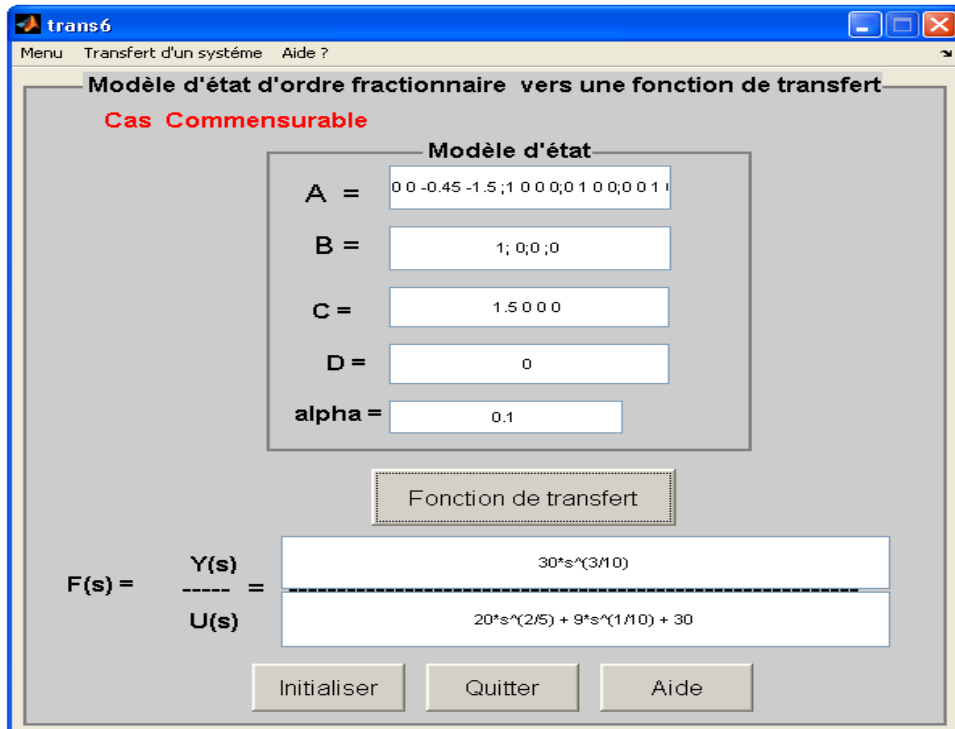 trans6
Menu Transfert d'un systéme Aide ?
Modèle d'état d'ordre fractionnaire vers une fonction de transfert
Cas Commensurable
Modèle d'état
A = 0 0 -0.45 -1.5 ;1 0 0 0;0 1 0 0;0 0 1
B = 1; 0;0 ;0
C = 1.5 0 0 0
D = 0
alpha = 0.1
Fonction de transfert
F(s) = Y(s) ----- U(s) =
30*s^(3/10)
20*s^(2/5) + 9*s^(1/10) + 30
Initialiser Quitter Aide